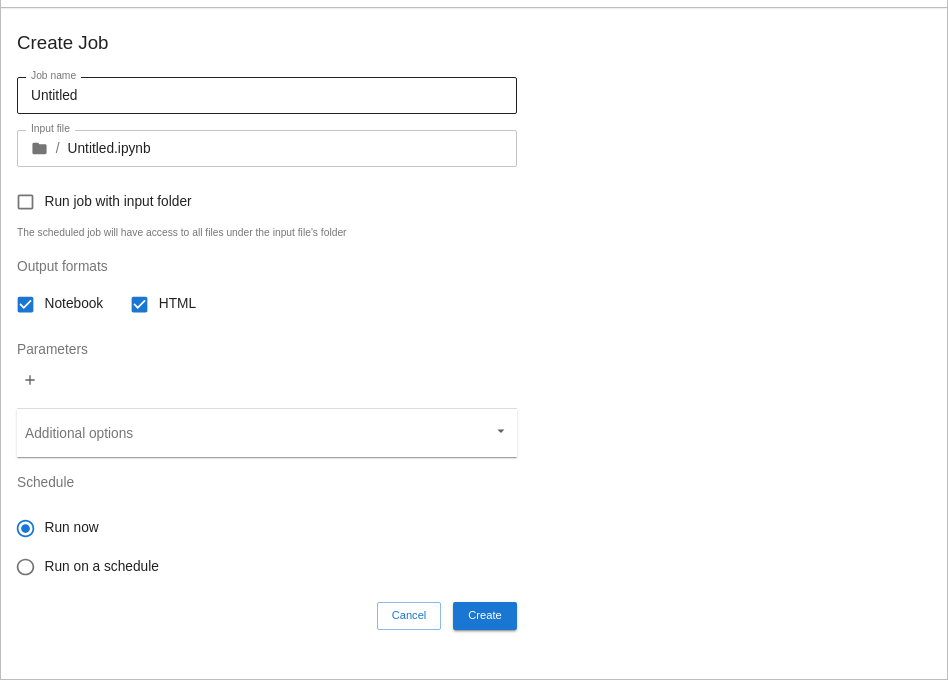 Create Job
Job name
Untitled
Input file
/ Untitled.ipynb
Run job with input folder
The scheduled job will have access to all files under the input file's folder
Output formats
Notebook HTML
Parameters
+
Additional options
Schedule
Run now
Run on a schedule
Cancel Create